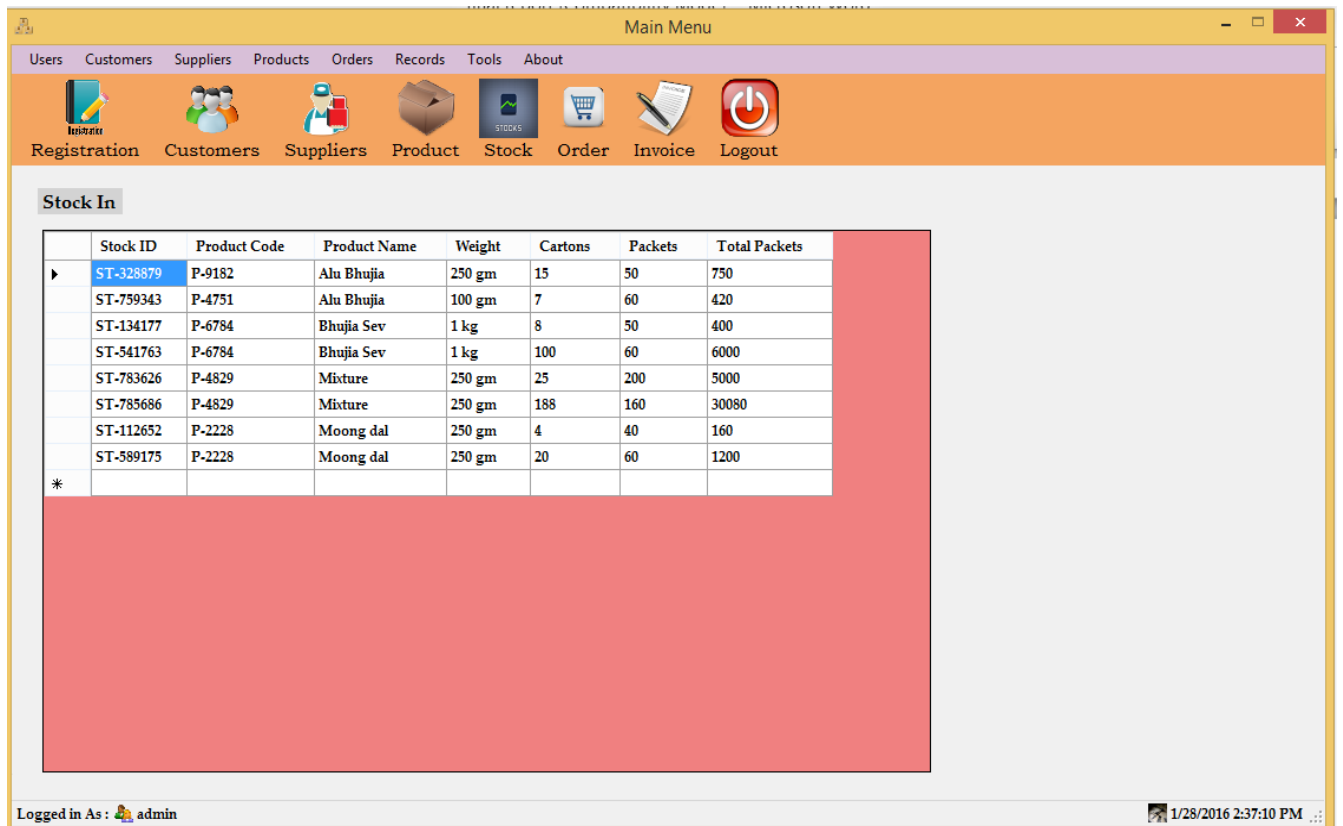 Main Menu
Users Customers Suppliers Products Orders Records Tools About
Registration
STOCKS
INVOICE
Registration Customers Suppliers Product Stock Order Invoice Logout
Stock In
Stock ID Product Code Product Name Weight Cartons Packets Total Packets
ST-328879 P-9182 Alu Bhujia 250 gm 15 50 750
ST-759343 P-4751 Alu Bhujia 100 gm 7 60 420
ST-134177 P-6784 Bhujia Sev 1 kg 8 50 400
ST-541763 P-6784 Bhujia Sev 1 kg 100 60 6000
ST-783626 P-4829 Mixture 250 gm 25 200 5000
ST-785686 P-4829 Mixture 250 gm 188 160 30080
ST-112652 P-2228 Moong dal 250 gm 4 40 160
ST-589175 P-2228 Moong dal 250 gm 20 60 1200
Logged in As : admin 1/28/2016 2:37:10 PM